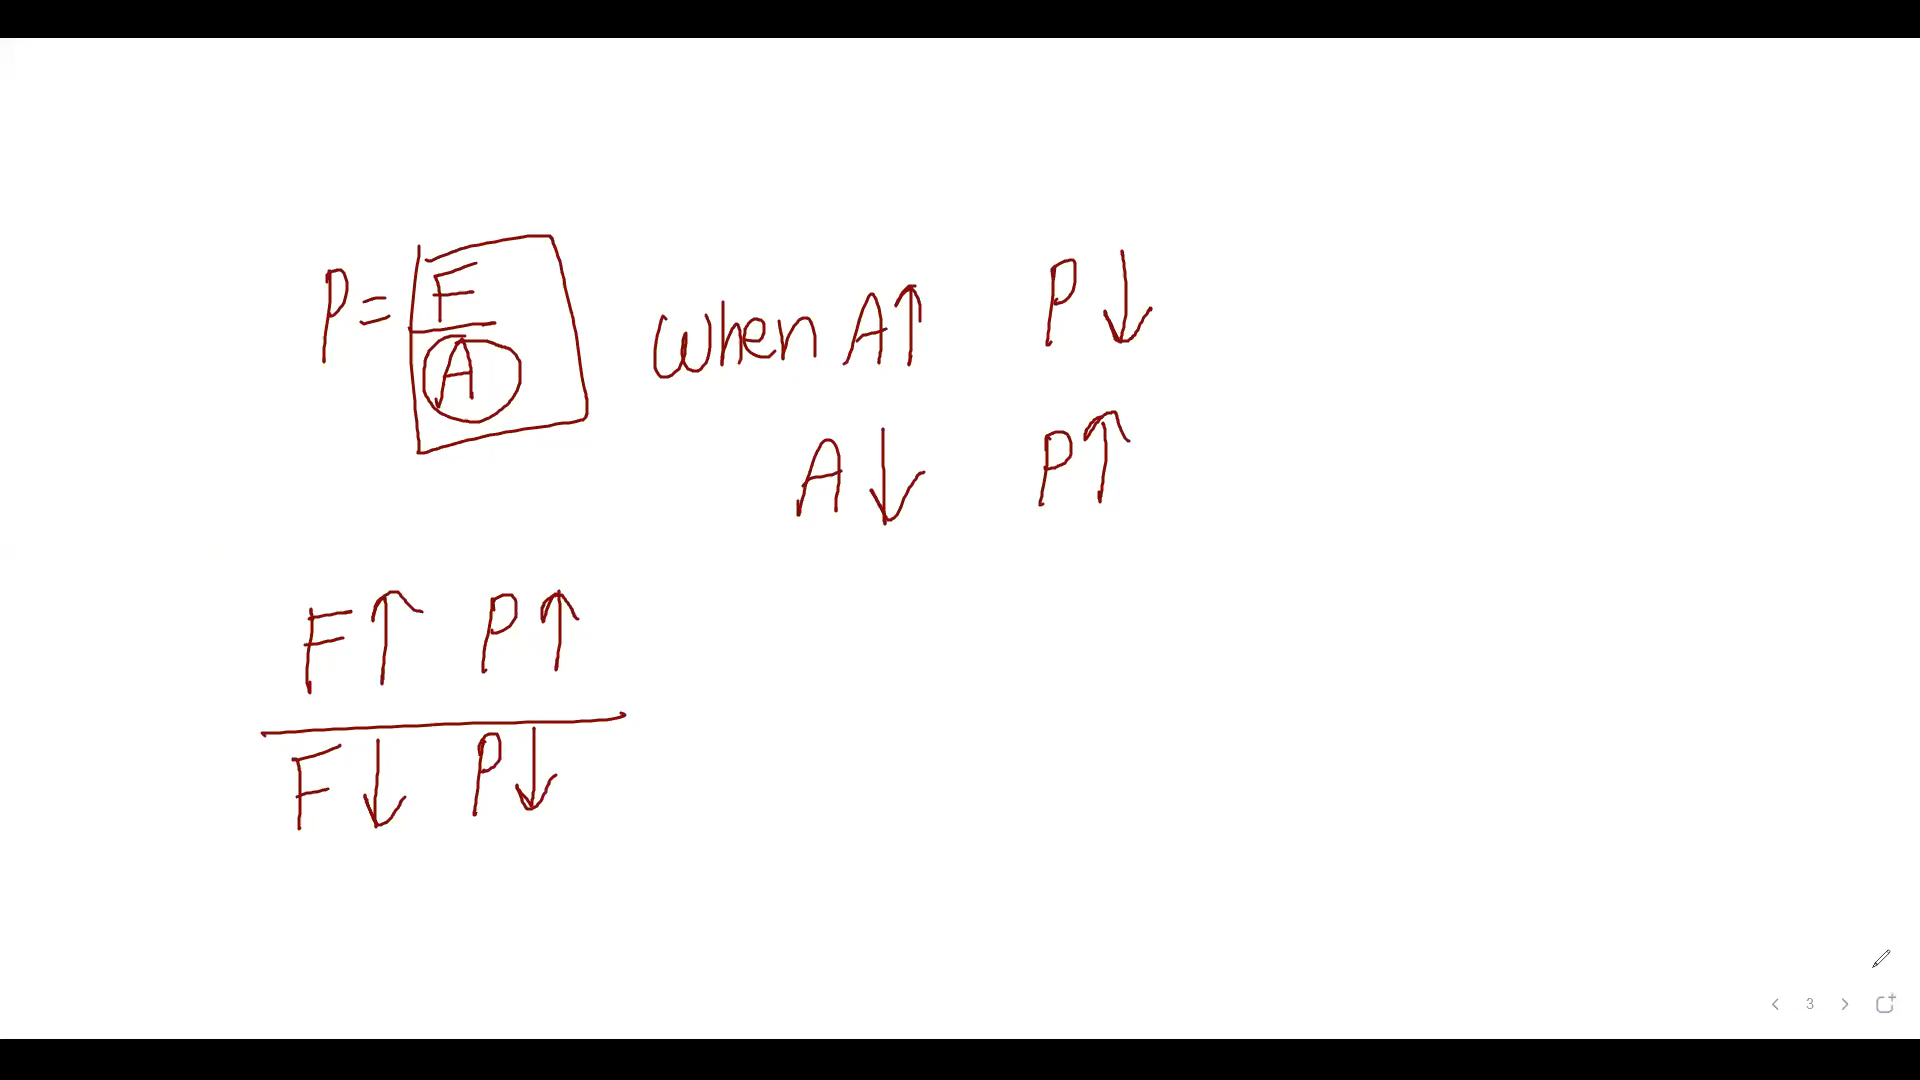 P = F/A when A↑ P↓
A↓ P↑
F↑ P↑
F↓ P↓
3